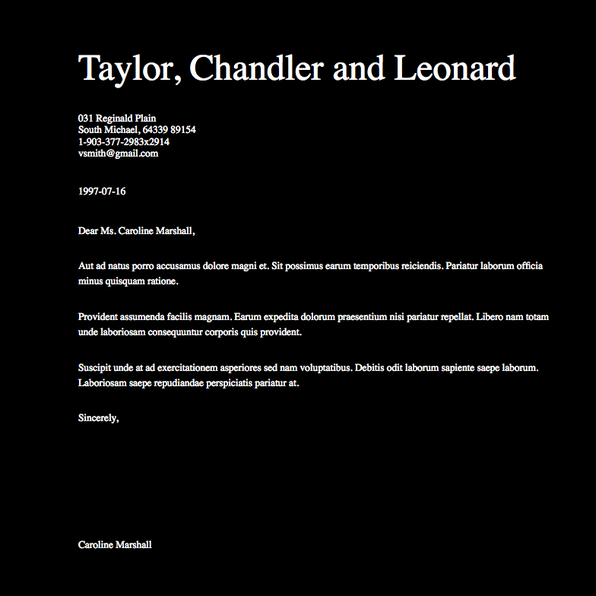 Taylor, Chandler and Leonard
031 Reginald Plain
South Michael, 64339 89154
1-903-377-2983x2914
vsmith@gmail.com
1997-07-16
Dear Ms. Caroline Marshall,
Aut ad natus porro accusamus dolore magni et. Sit possimus earum temporibus reiciendis. Pariatur laborum officia
minus quisquam ratione.
Provident assumenda facilis magnam. Earum expedita dolorum praesentium nisi pariatur repellat. Libero nam totam
unde laboriosam consequuntur corporis quis provident.
Suscipit unde at ad exercitationem asperiores sed nam voluptatibus. Debitis odit laborum sapiente saepe laborum.
Laboriosam saepe repudiandae perspiciatis pariatur at.
Sincerely,
Caroline Marshall